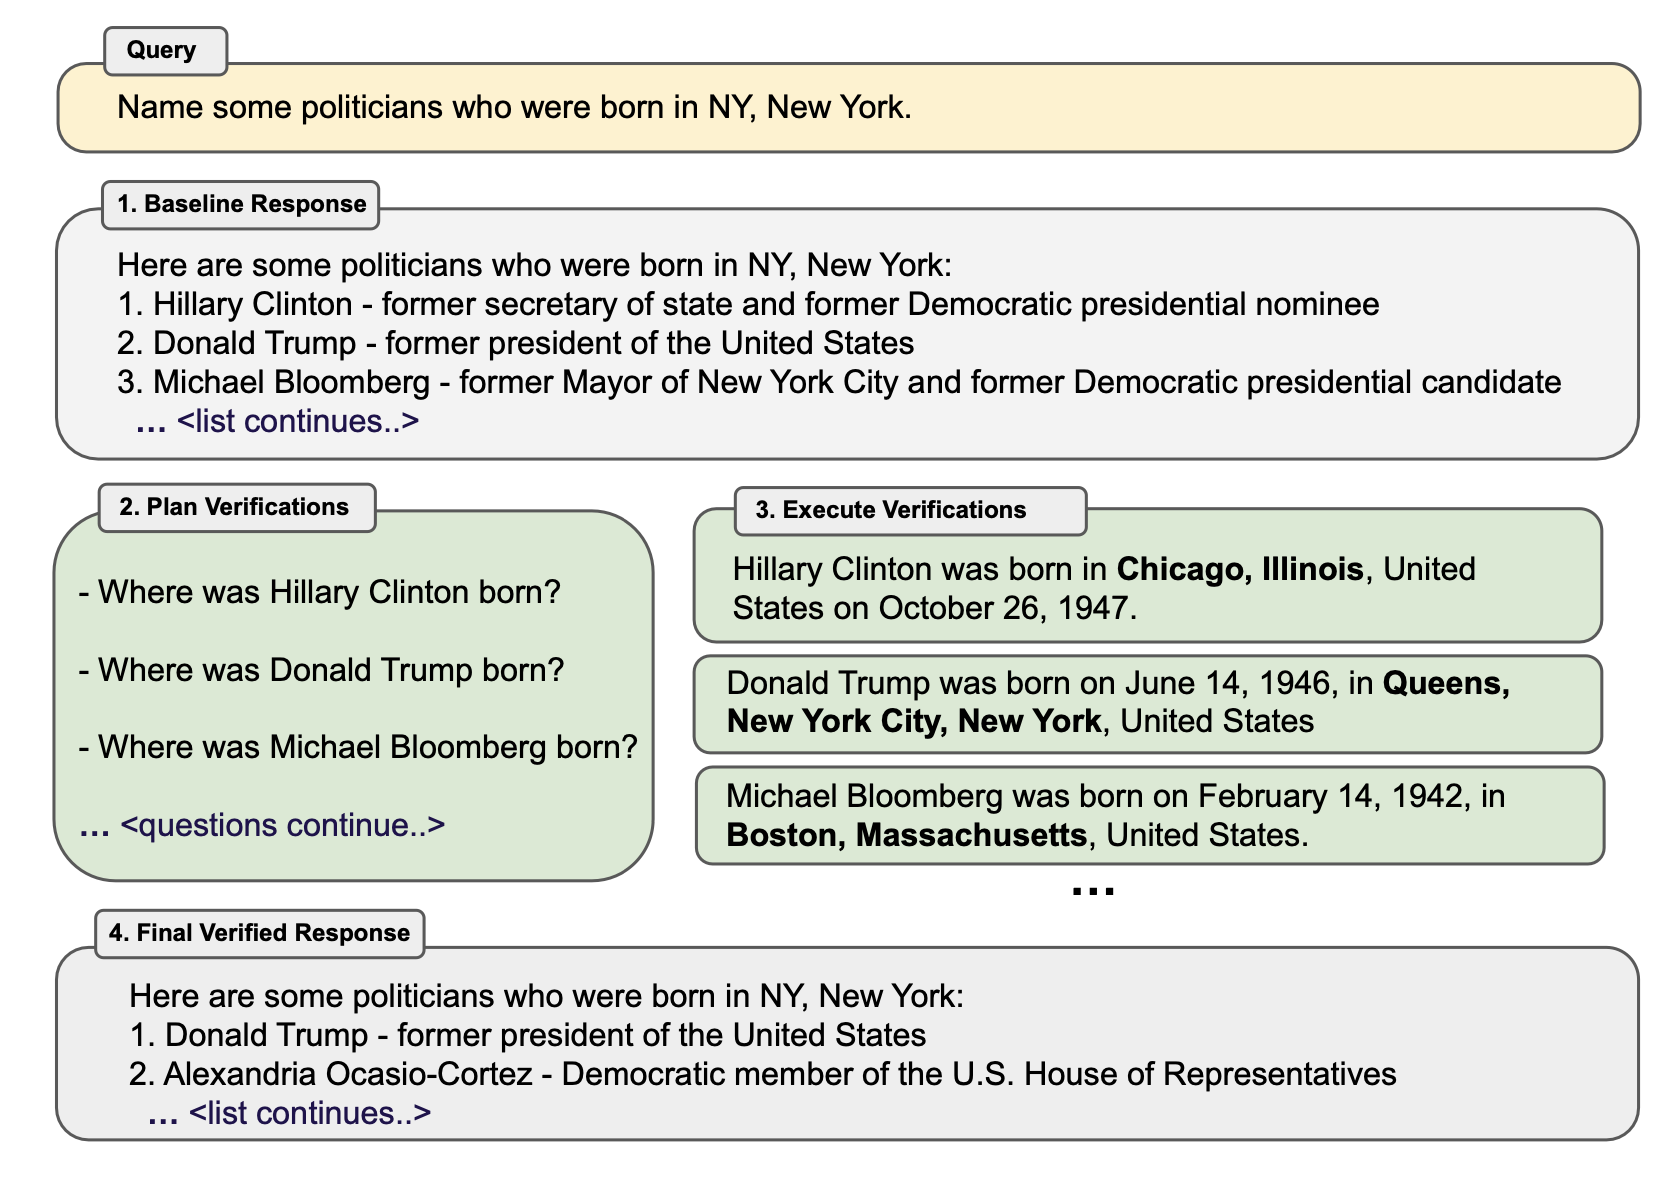 Query
Name some politicians who were born in NY, New York.
1. Baseline Response
Here are some politicians who were born in NY, New York:
1. Hillary Clinton - former secretary of state and former Democratic presidential nominee
2. Donald Trump - former president of the United States
3. Michael Bloomberg - former Mayor of New York City and former Democratic presidential candidate
... <list continues..>
2. Plan Verifications
- Where was Hillary Clinton born?
- Where was Donald Trump born?
- Where was Michael Bloomberg born?
... <questions continue..>
3. Execute Verifications
Hillary Clinton was born in Chicago, Illinois, United
States on October 26, 1947.
Donald Trump was born on June 14, 1946, in Queens,
New York City, New York, United States
Michael Bloomberg was born on February 14, 1942, in
Boston, Massachusetts, United States.
...
4. Final Verified Response
Here are some politicians who were born in NY, New York:
1. Donald Trump - former president of the United States
2. Alexandria Ocasio-Cortez - Democratic member of the U.S. House of Representatives
... <list continues..>